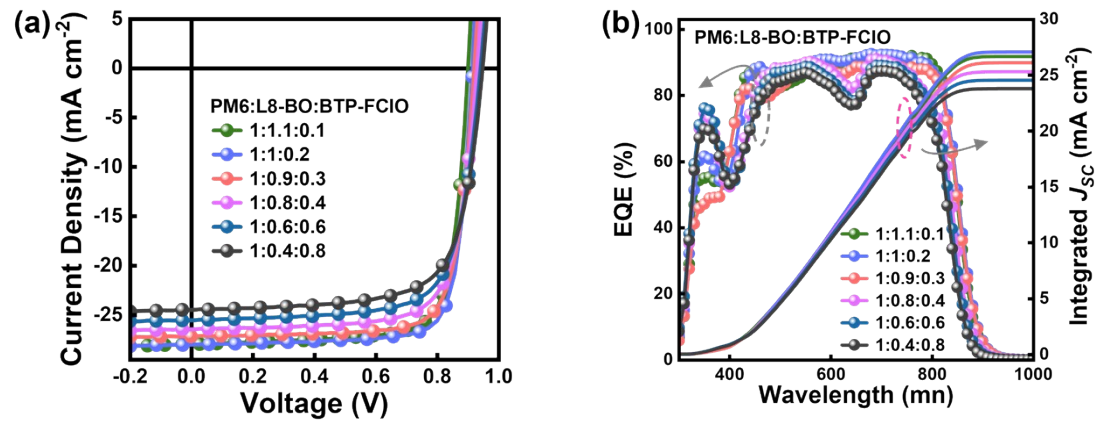 (a)
5
0
-5
-10
-15
-20
-25
Current Density (mA cm-2)
PM6:L8-BO:BTP-FClO
1:1.1:0.1
1:1:0.2
1:0.9:0.3
1:0.8:0.4
1:0.6:0.6
1:0.4:0.8
-0.2 0.0 0.2 0.4 0.6 0.8 1.0
Voltage (V)
(b)
100
80
60
40
20
0
EQE (%)
PM6:L8-BO:BTP-FClO
1:1.1:0.1
1:1:0.2
1:0.9:0.3
1:0.8:0.4
1:0.6:0.6
1:0.4:0.8
30
25
20
15
10
5
0
Integrated JSC (mA cm-2)
400 600 800 1000
Wavelength (mn)